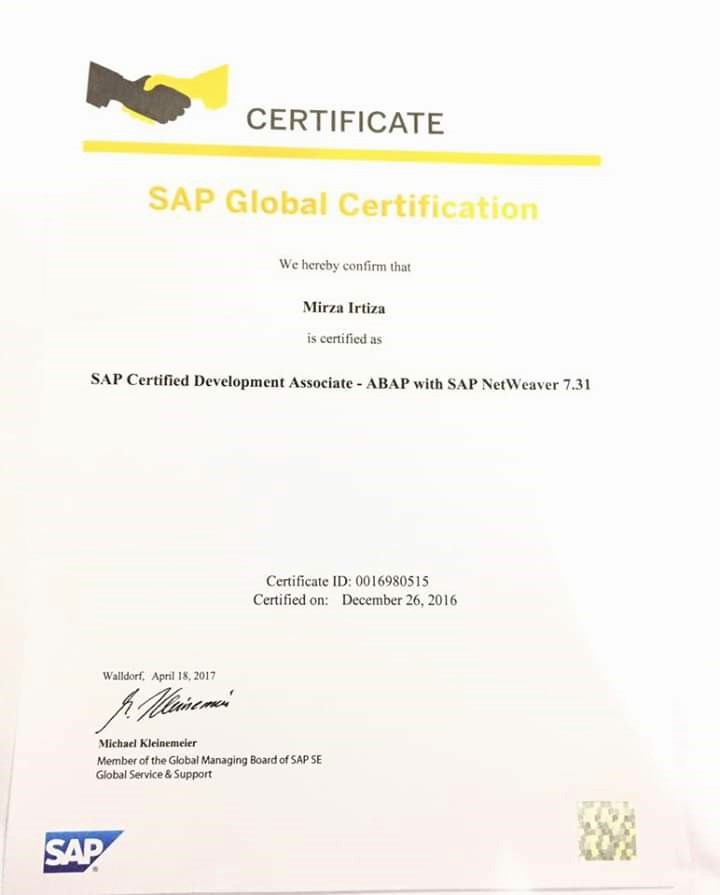 CERTIFICATE
SAP Global Certification
We hereby confirm that
Mirza Irtiza
is certified as
SAP Certified Development Associate - ABAP with SAP NetWeaver 7.31
Certificate ID: 0016980515
Certified on: December 26, 2016
Walldorf, April 18, 2017
Michael Kleinemeier
Member of the Global Managing Board of SAP SE
Global Service & Support
SAP®